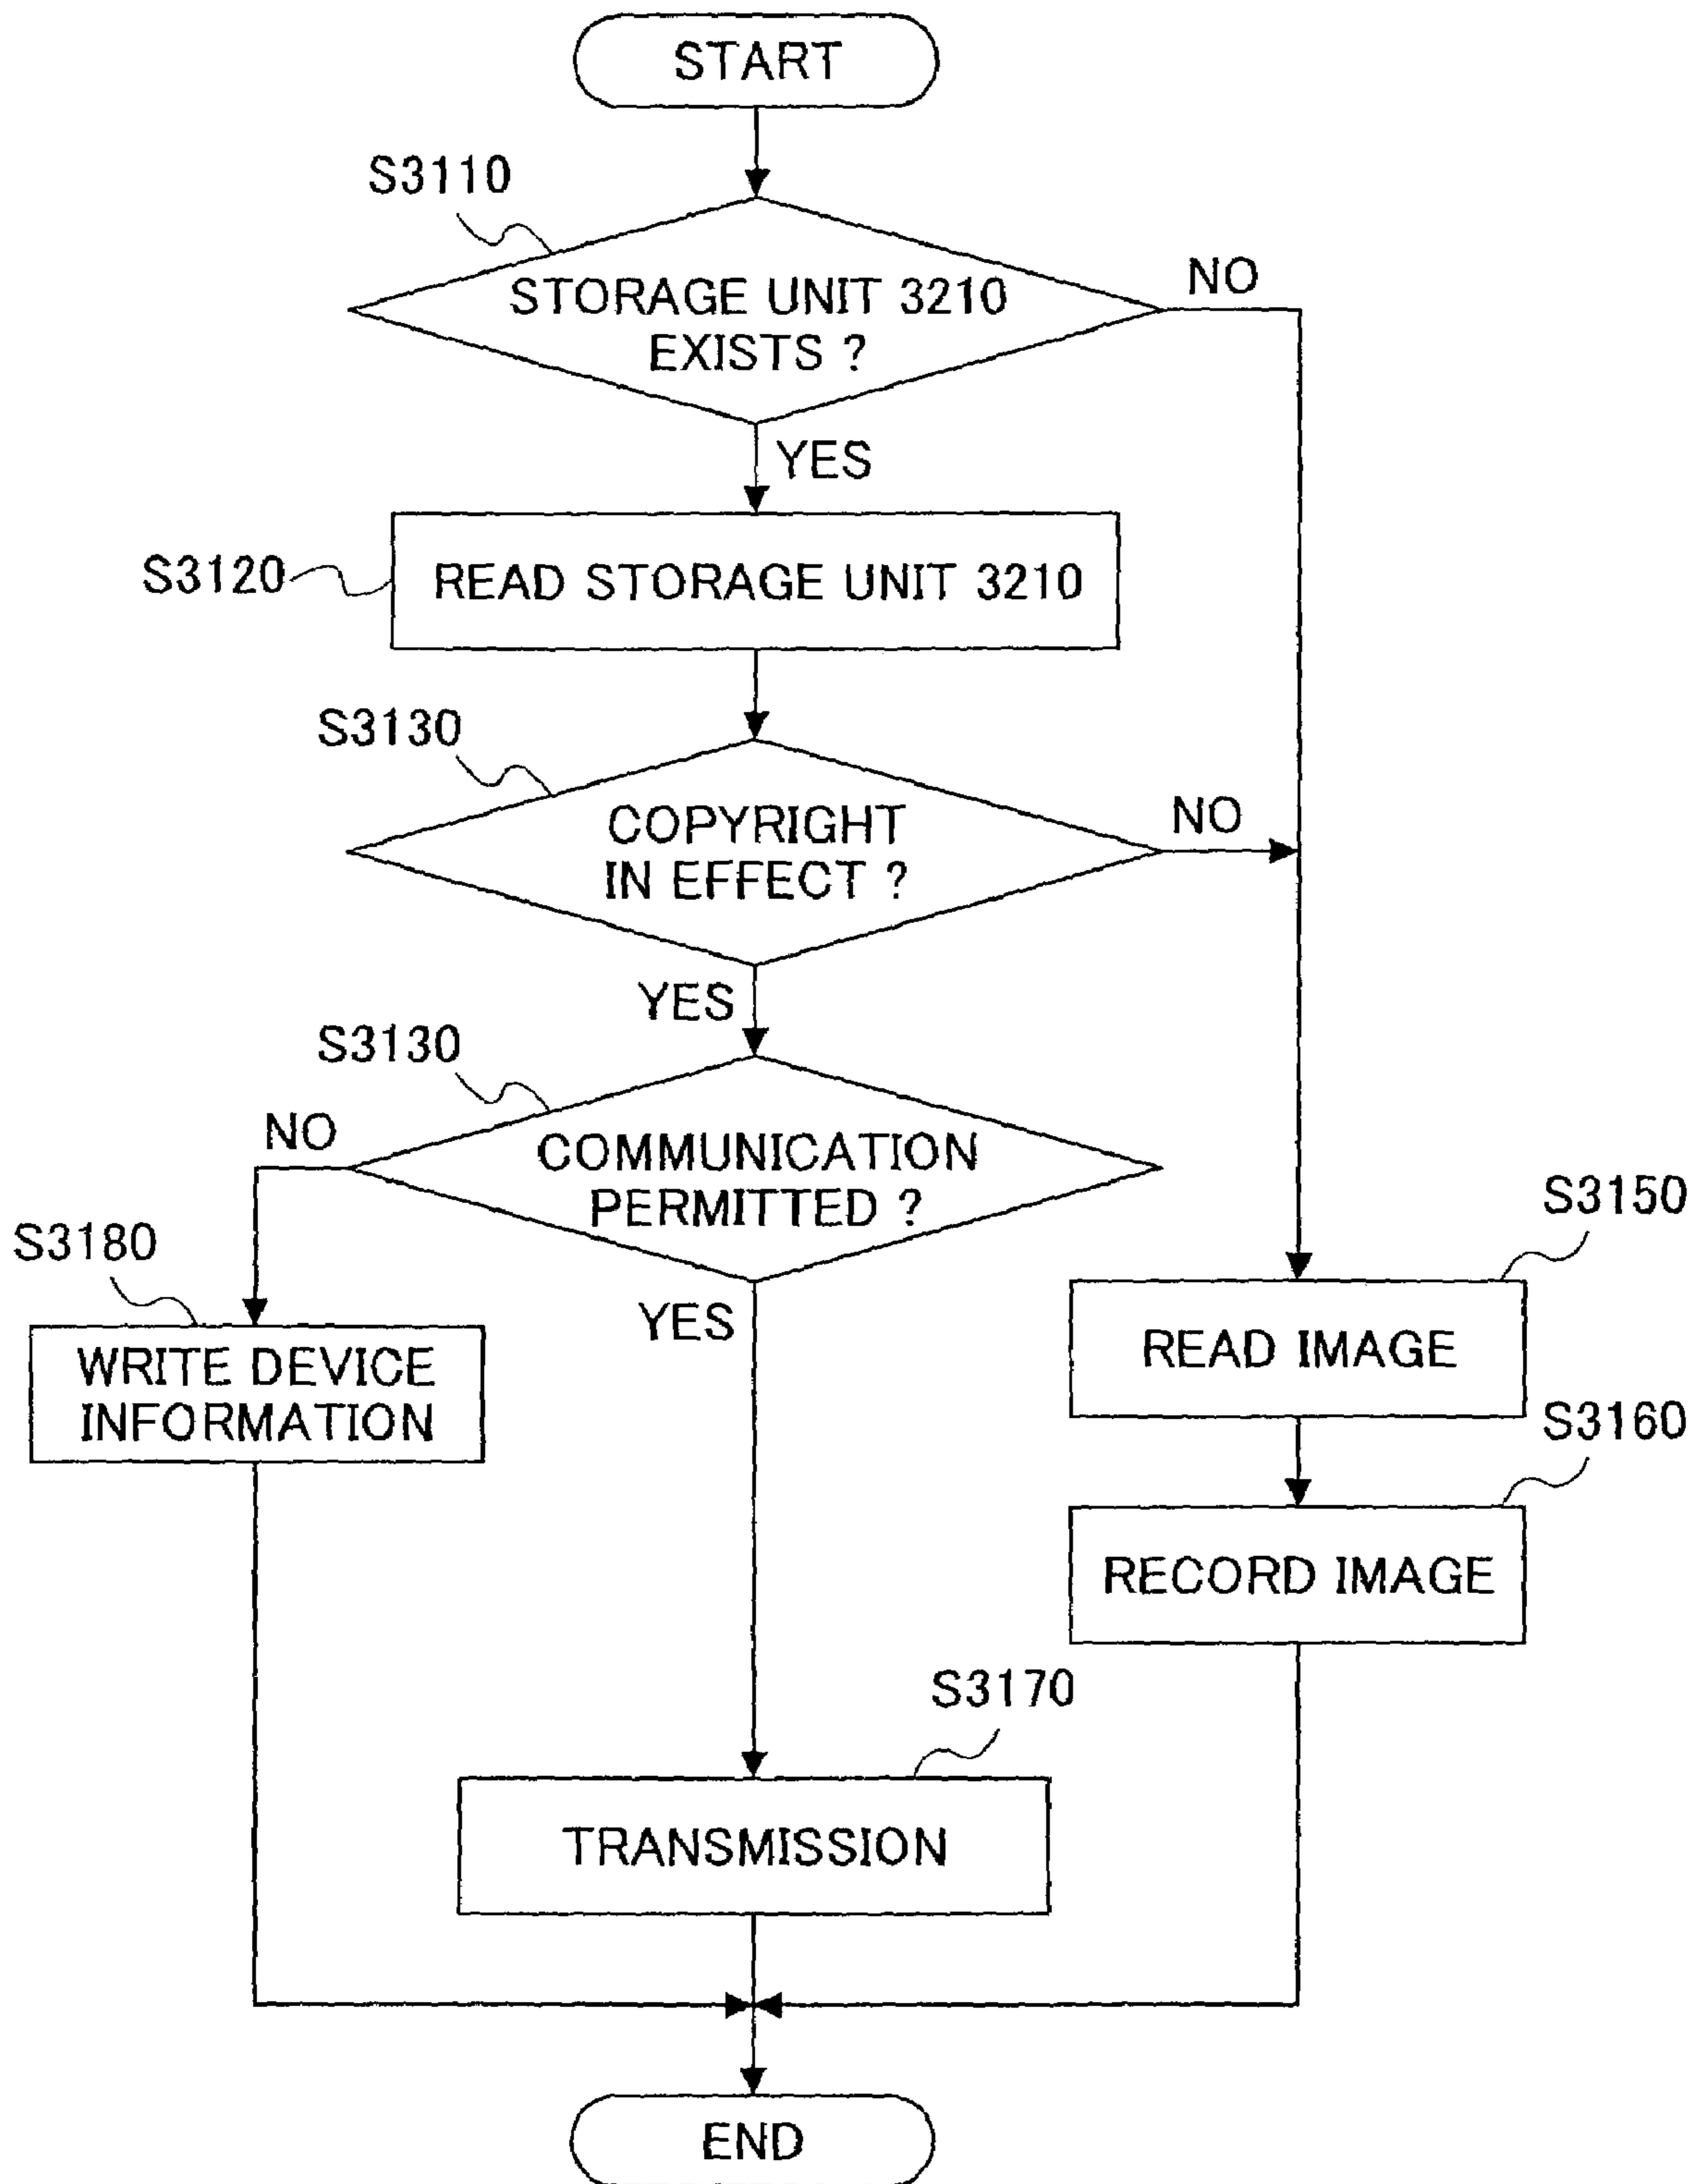 START
S3110
NO
STORAGE UNIT 3210
EXISTS ?
YES
S3120
READ STORAGE UNIT 3210
S3130
COPYRIGHT
IN EFFECT ?
NO
YES
S3130
NO
COMMUNICATION
PERMITTED ?
S3150
S3180
YES
WRITE DEVICE
INFORMATION
READ IMAGE
S3160
RECORD IMAGE
S3170
TRANSMISSION
END